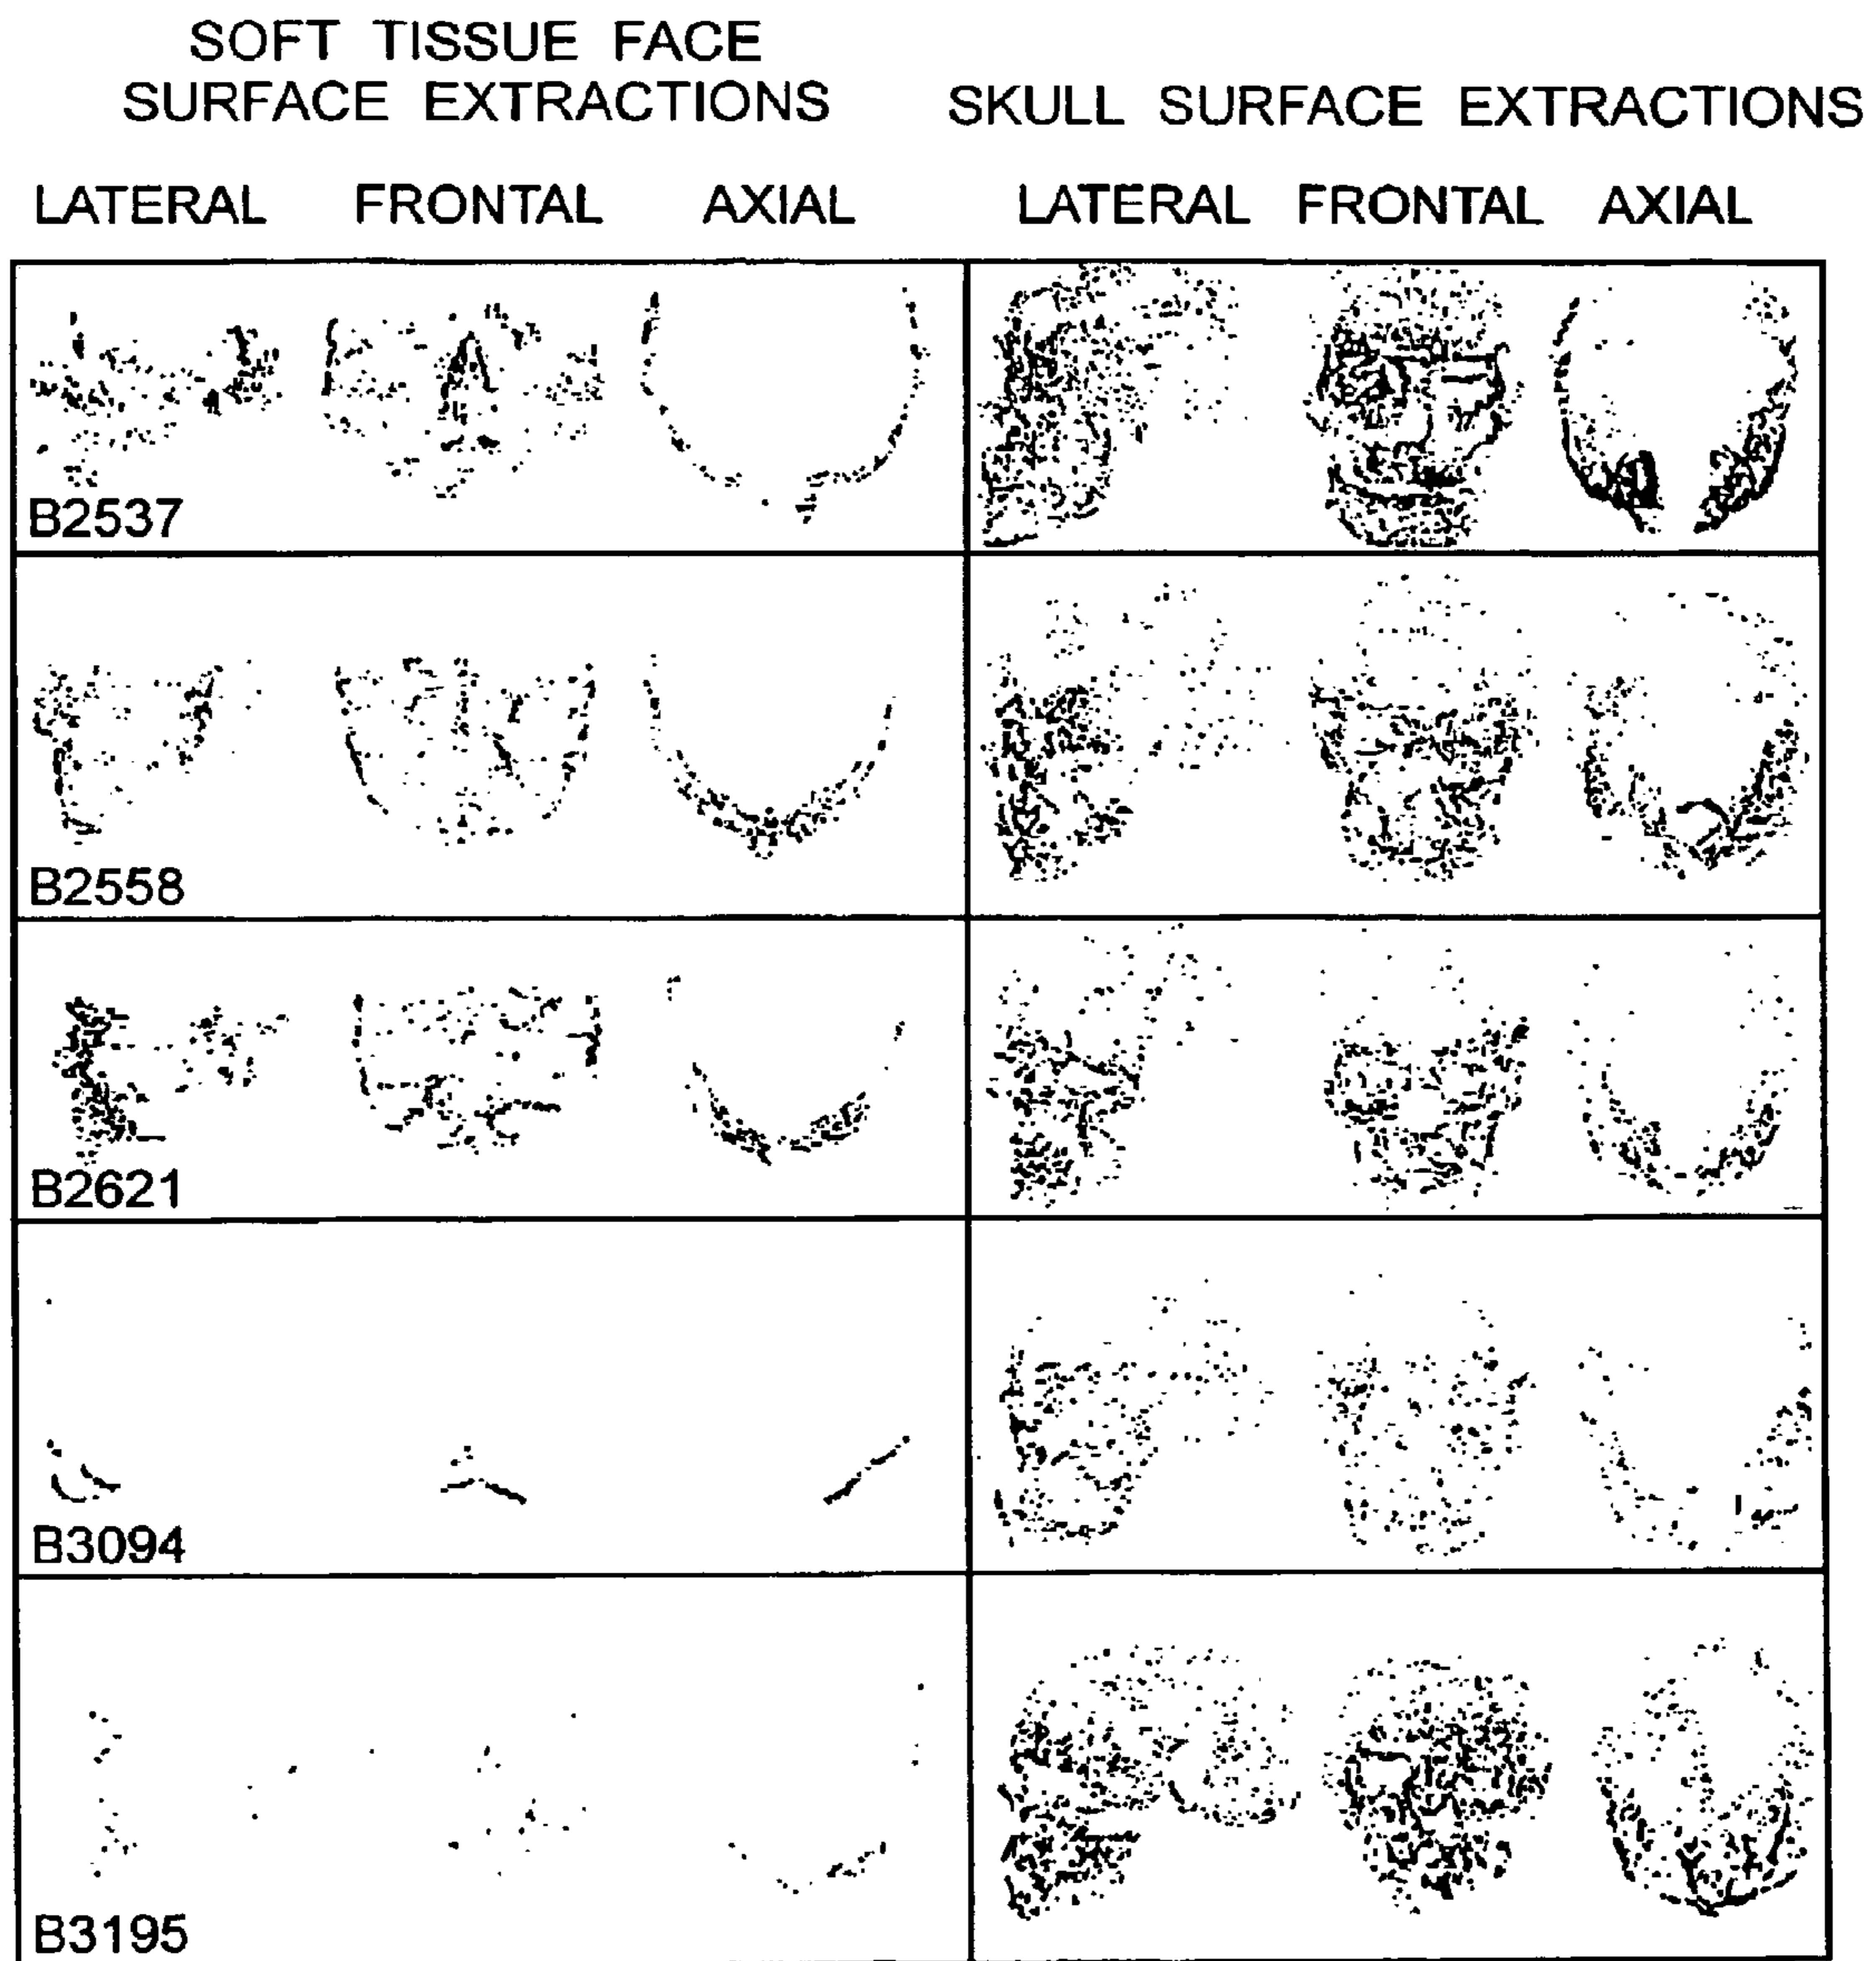 SOFT TISSUE FACE
SURFACE EXTRACTIONS
SKULL SURFACE EXTRACTIONS
LATERAL FRONTAL AXIAL LATERAL FRONTAL AXIAL
B2537
B2558
B2621
B3094
B3195